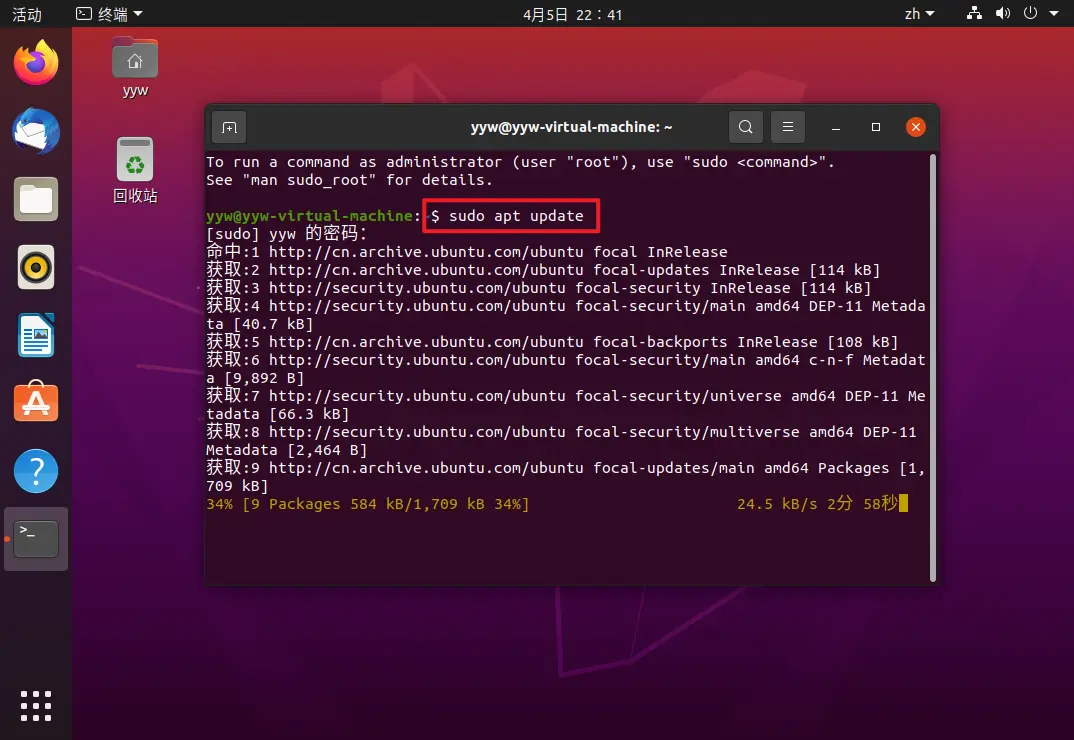 活动
终端
4月5日 22：41
zh
yyw
回收站
yyw@yyw-virtual-machine: ~
To run a command as administrator (user "root"), use "sudo <command>".
See "man sudo_root" for details.
yyw@yyw-virtual-machine:~$ sudo apt update
[sudo] yyw 的密码：
命中:1 http://cn.archive.ubuntu.com/ubuntu focal InRelease
获取:2 http://cn.archive.ubuntu.com/ubuntu focal-updates InRelease [114 kB]
获取:3 http://security.ubuntu.com/ubuntu focal-security InRelease [114 kB]
获取:4 http://security.ubuntu.com/ubuntu focal-security/main amd64 DEP-11 Metada
ta [40.7 kB]
获取:5 http://cn.archive.ubuntu.com/ubuntu focal-backports InRelease [108 kB]
获取:6 http://security.ubuntu.com/ubuntu focal-security/main amd64 c-n-f Metadat
a [9,892 B]
获取:7 http://security.ubuntu.com/ubuntu focal-security/universe amd64 DEP-11 Me
tadata [66.3 kB]
获取:8 http://security.ubuntu.com/ubuntu focal-security/multiverse amd64 DEP-11
Metadata [2,464 B]
获取:9 http://cn.archive.ubuntu.com/ubuntu focal-updates/main amd64 Packages [1,
709 kB]
34% [9 Packages 584 kB/1,709 kB 34%] 24.5 kB/s 2分 58秒